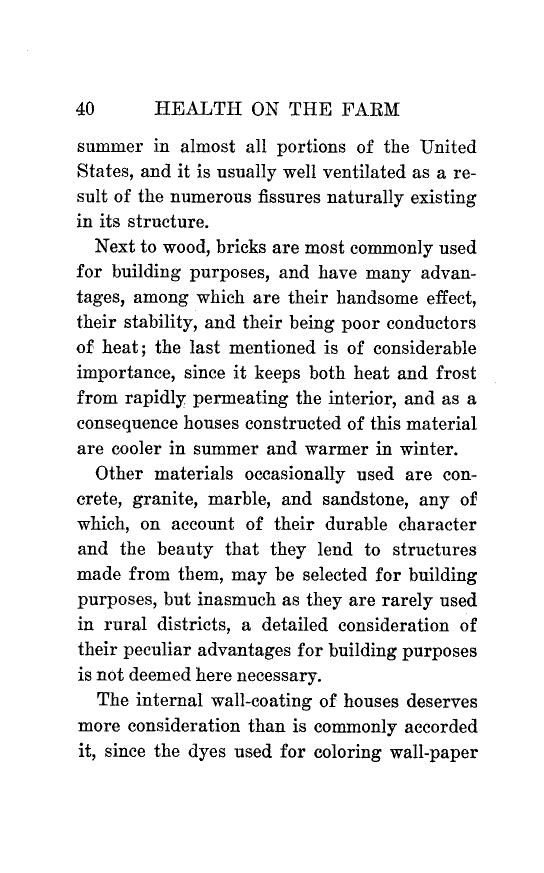 40 HEALTH ON THE FARM
summer in almost all portions of the United
States, and it is usually well ventilated as a re-
sult of the numerous fissures naturally existing
in its structure.
Next to wood, bricks are most commonly used
for building purposes, and have many advan-
tages, among which are their handsome effect,
their stability, and their being poor conductors
of heat; the last mentioned is of considerable
importance, since it keeps both heat and frost
from rapidly permeating the interior, and as a
consequence houses constructed of this material
are cooler in summer and warmer in winter.
Other materials occasionally used are con-
crete, granite, marble, and sandstone, any of
which, on account of their durable character
and the beauty that they lend to structures
made from them, may be selected for building
purposes, but inasmuch as they are rarely used
in rural districts, a detailed consideration of
their peculiar advantages for building purposes
is not deemed here necessary.
The internal wall-coating of houses deserves
more consideration than is commonly accorded
it, since the dyes used for coloring wall-paper